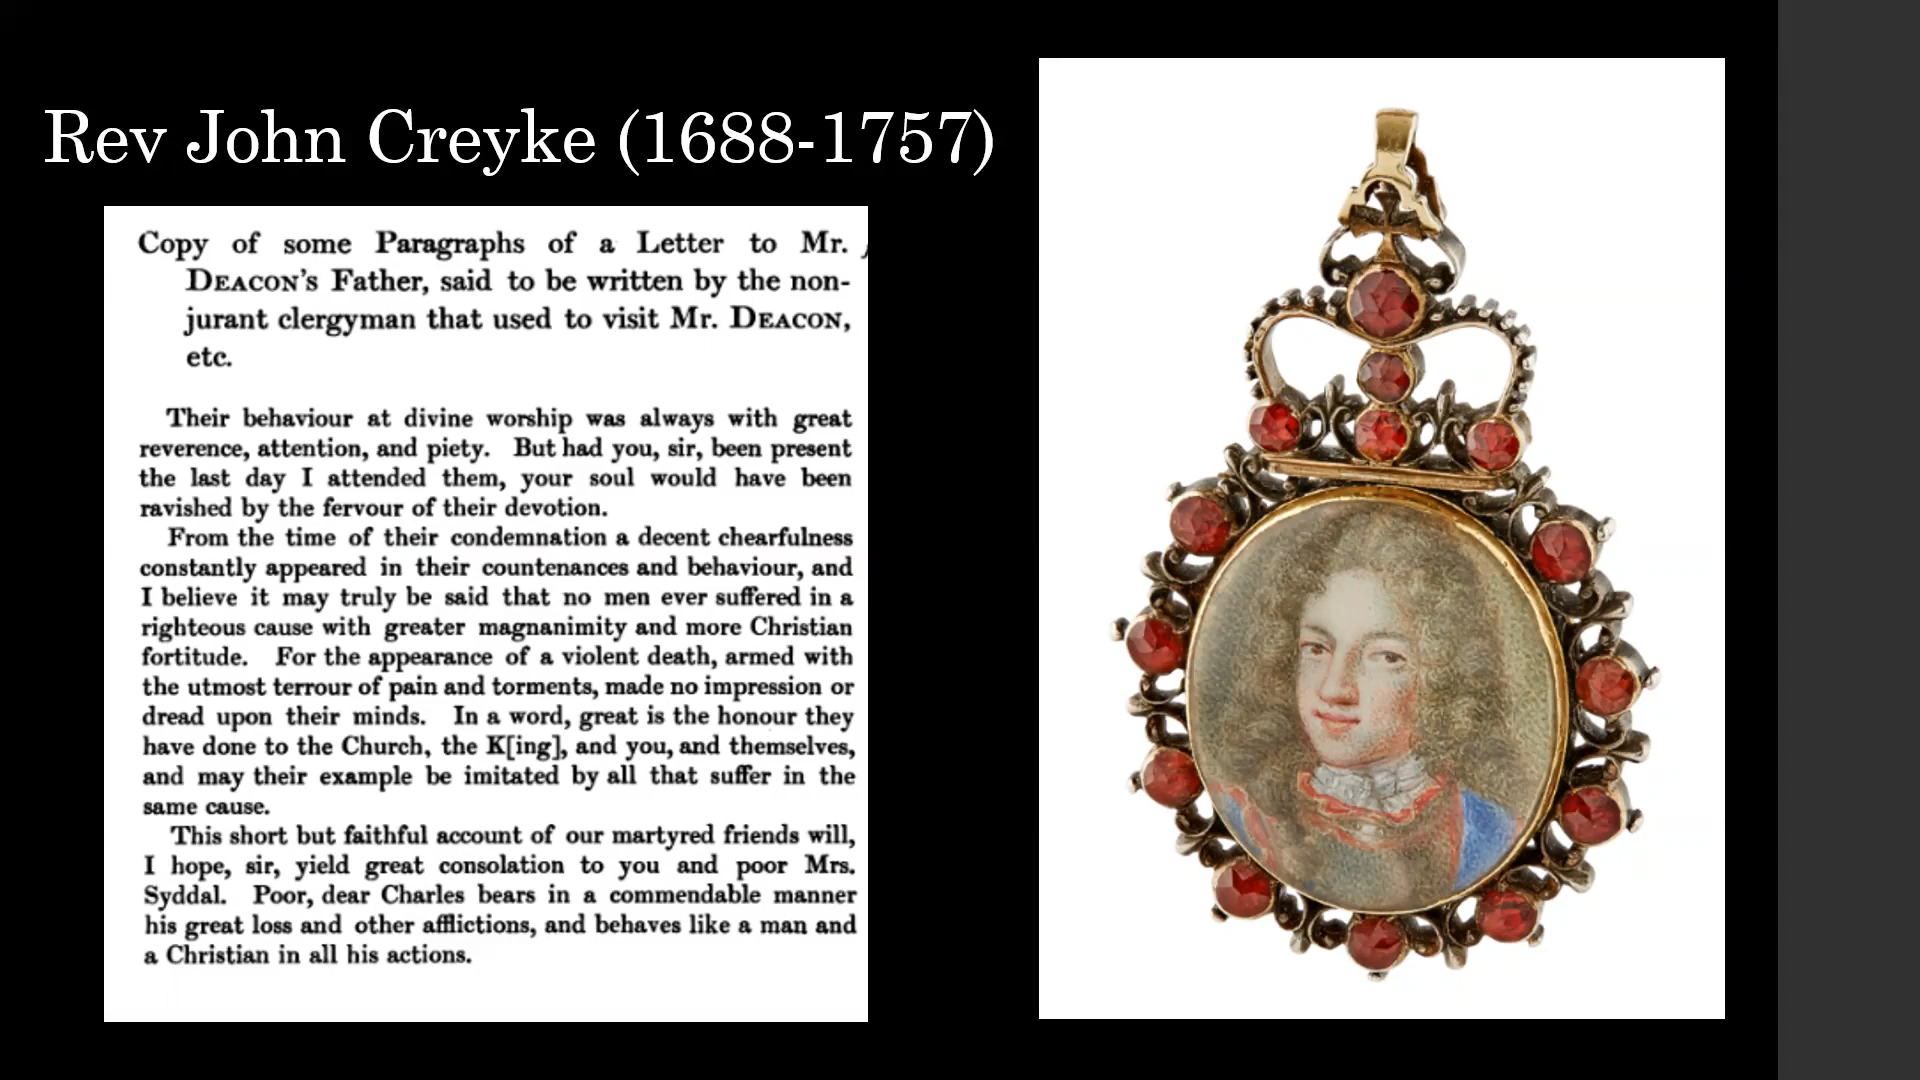 Rev John Creyke (1688-1757)
Copy of some Paragraphs of a Letter to Mr.
DEACON'S Father, said to be written by the non-
jurant clergyman that used to visit Mr. DEACON,
etc.
Their behaviour at divine worship was always with great
reverence, attention, and piety. But had you, sir, been present
the last day I attended them, your soul would have been
ravished by the fervour of their devotion.
From the time of their condemnation a decent chearfulness
constantly appeared in their countenances and behaviour, and
I believe it may truly be said that no men ever suffered in a
righteous cause with greater magnanimity and more Christian
fortitude. For the appearance of a violent death, armed with
the utmost terrour of pain and torments, made no impression or
dread upon their minds. In a word, great is the honour they
have done to the Church, the K[ing], and you, and themselves,
and may their example be imitated by all that suffer in the
same cause.
This short but faithful account of our martyred friends will,
I hope, sir, yield great consolation to you and poor Mrs.
Syddal. Poor, dear Charles bears in a commendable manner
his great loss and other afflictions, and behaves like a man and
a Christian in all his actions.